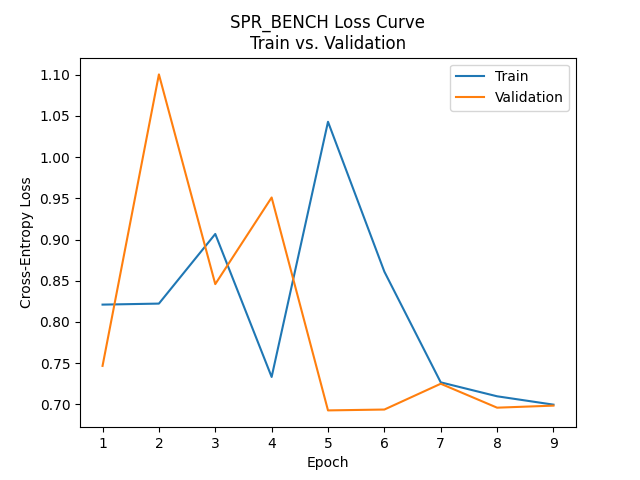 SPR_BENCH Loss Curve
Train vs. Validation
Train
Validation
Cross-Entropy Loss
1.10
1.05
1.00
0.95
0.90
0.85
0.80
0.75
0.70
1 2 3 4 5 6 7 8 9
Epoch